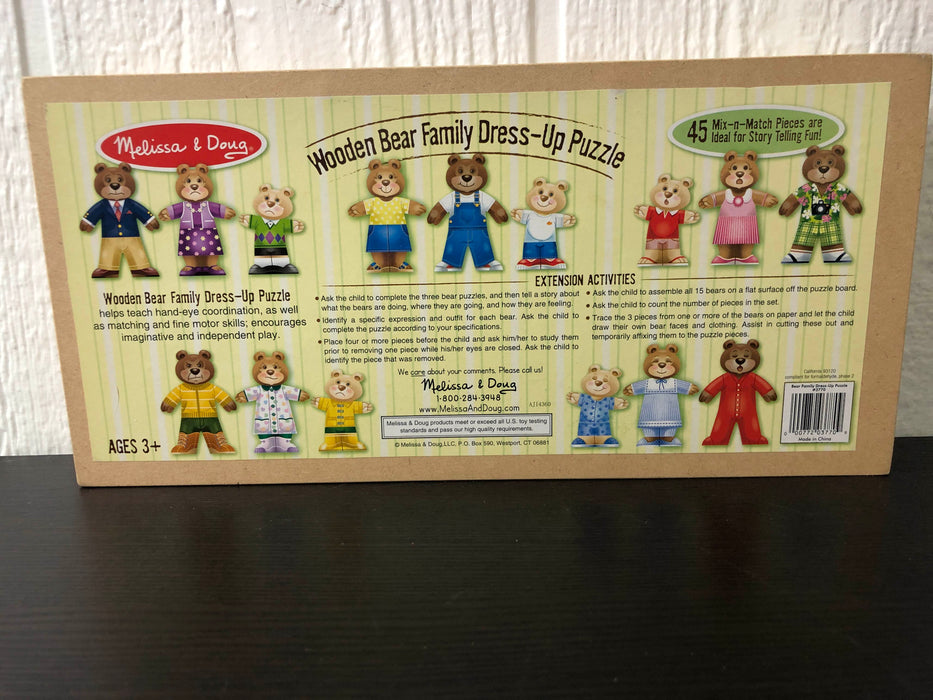 Melissa & Doug®
Wooden Bear Family Dress-Up Puzzle
45 Mix-n-Match Pieces are
Ideal for Story Telling Fun!
Wooden Bear Family Dress-Up Puzzle
helps teach hand-eye coordination, as well
as matching and fine motor skills; encourages
imaginative and independent play.
EXTENSION ACTIVITIES
• Ask the child to complete the three bear puzzles, and then tell a story about
what the bears are doing, where they are going, and how they are feeling.
• Identify a specific expression and outfit for each bear. Ask the child to
complete the puzzle according to your specifications.
• Place four or more pieces before the child and ask him/her to study them
prior to removing one piece while his/her eyes are closed. Ask the child to
identify the piece that was removed.
• Ask the child to assemble all 15 bears on a flat surface off the puzzle board.
• Ask the child to count the number of pieces in the set.
• Trace the 3 pieces from one or more of the bears on paper and let the child
draw their own bear faces and clothing. Assist in cutting these out and
temporarily affixing them to the puzzle pieces.
We care about your comments. Please call us!
Melissa & Doug
1-800-284-3948
www.MelissaAndDoug.com
Melissa & Doug products meet or exceed all U.S. toy testing
standards and pass our high quality requirements.
© Melissa & Doug,LLC, P.O. Box 590, Westport, CT 06881
AGES 3+
California 93120
compliant for formaldehyde, phase 2
Bear Family Dress-Up Puzzle
#3770
0 00772 03770 9
Made in China